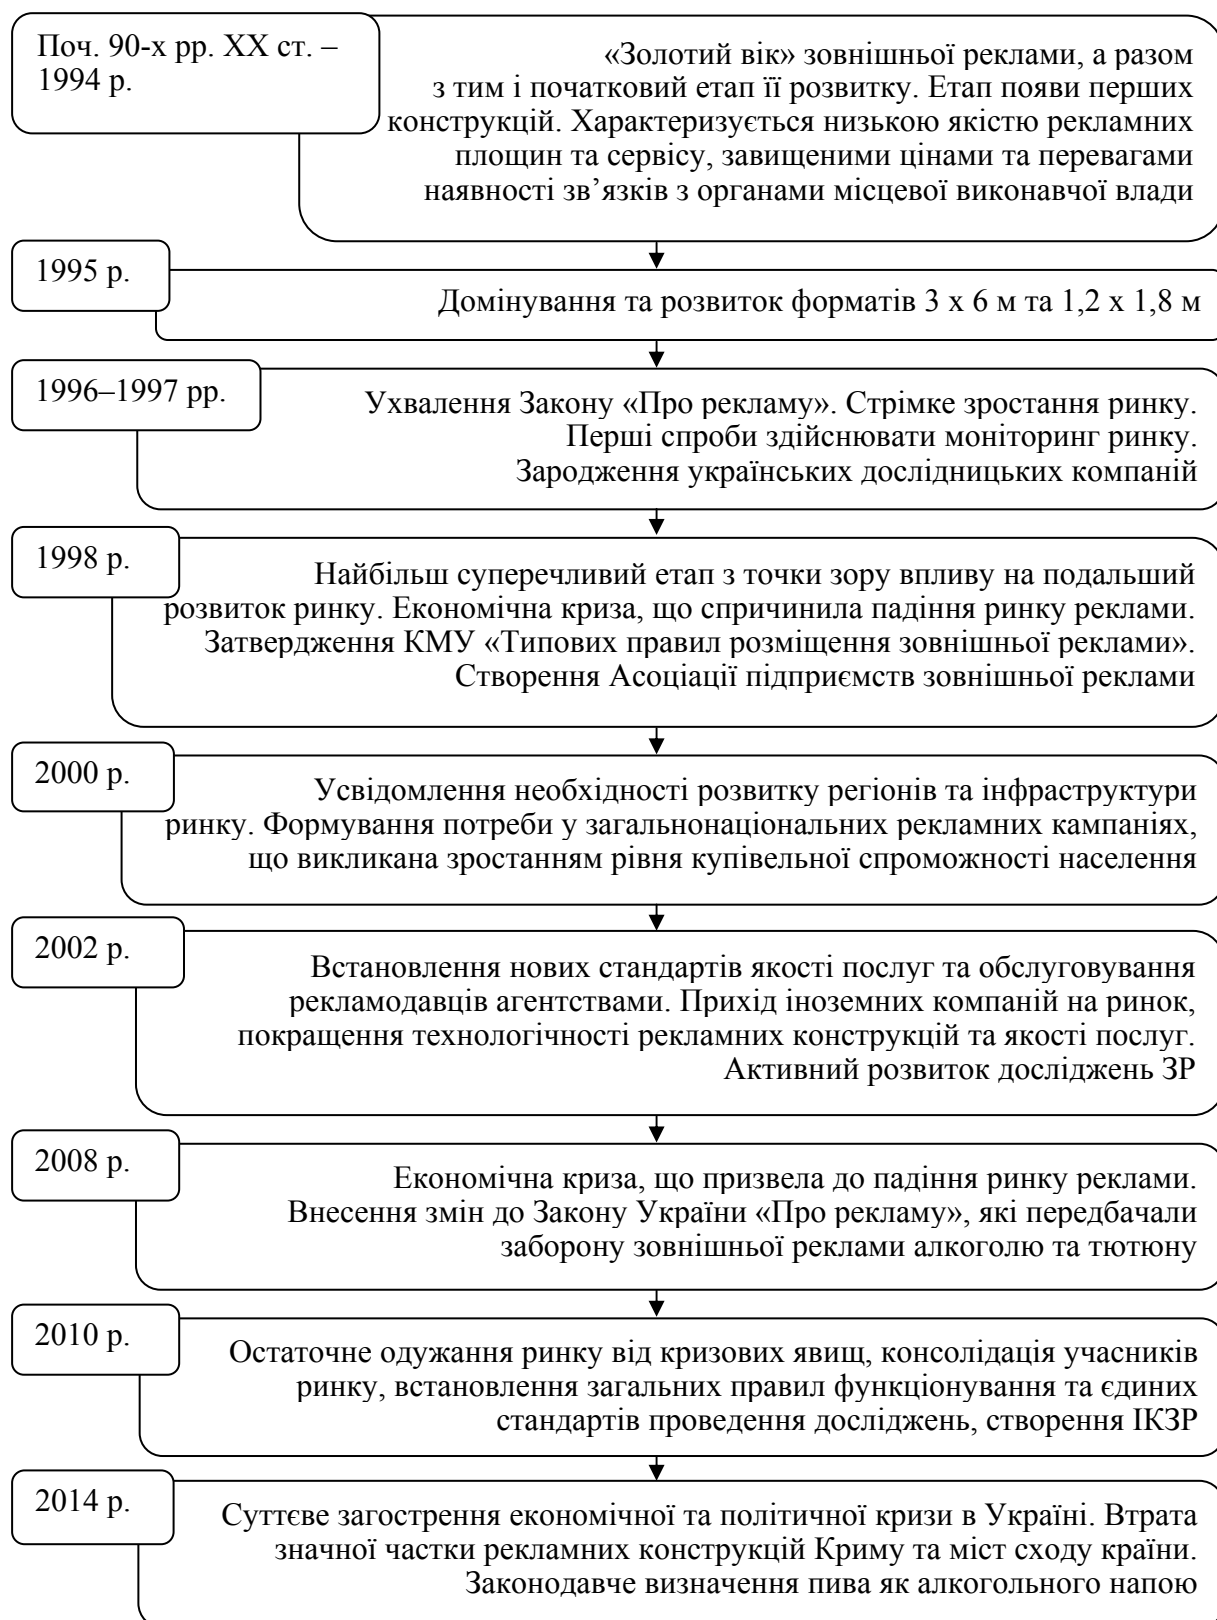 Поч. 90-х рр. ХХ ст. –
1994 р.
«Золотий вік» зовнішньої реклами, а разом
з тим і початковий етап її розвитку. Етап появи перших
конструкцій. Характеризується низькою якістю рекламних
площин та сервісу, завищеними цінами та перевагами
наявності зв’язків з органами місцевої виконавчої влади
1995 р.
Домінування та розвиток форматів 3 х 6 м та 1,2 х 1,8 м
1996–1997 рр.
Ухвалення Закону «Про рекламу». Стрімке зростання ринку.
Перші спроби здійснювати моніторинг ринку.
Зародження українських дослідницьких компаній
1998 р.
Найбільш суперечливий етап з точки зору впливу на подальший
розвиток ринку. Економічна криза, що спричинила падіння ринку реклами.
Затвердження КМУ «Типових правил розміщення зовнішньої реклами».
Створення Асоціації підприємств зовнішньої реклами
2000 р.
Усвідомлення необхідності розвитку регіонів та інфраструктури
ринку. Формування потреби у загальнонаціональних рекламних кампаніях,
що викликана зростанням рівня купівельної спроможності населення
2002 р.
Встановлення нових стандартів якості послуг та обслуговування
рекламодавців агентствами. Прихід іноземних компаній на ринок,
покращення технологічності рекламних конструкцій та якості послуг.
Активний розвиток досліджень ЗР
2008 р.
Економічна криза, що призвела до падіння ринку реклами.
Внесення змін до Закону України «Про рекламу», які передбачали
заборону зовнішньої реклами алкоголю та тютюну
2010 р.
Остаточне одужання ринку від кризових явищ, консолідація учасників
ринку, встановлення загальних правил функціонування та єдиних
стандартів проведення досліджень, створення ІКЗР
2014 р.
Суттєве загострення економічної та політичної кризи в Україні. Втрата
значної частки рекламних конструкцій Криму та міст сходу країни.
Законодавче визначення пива як алкогольного напою